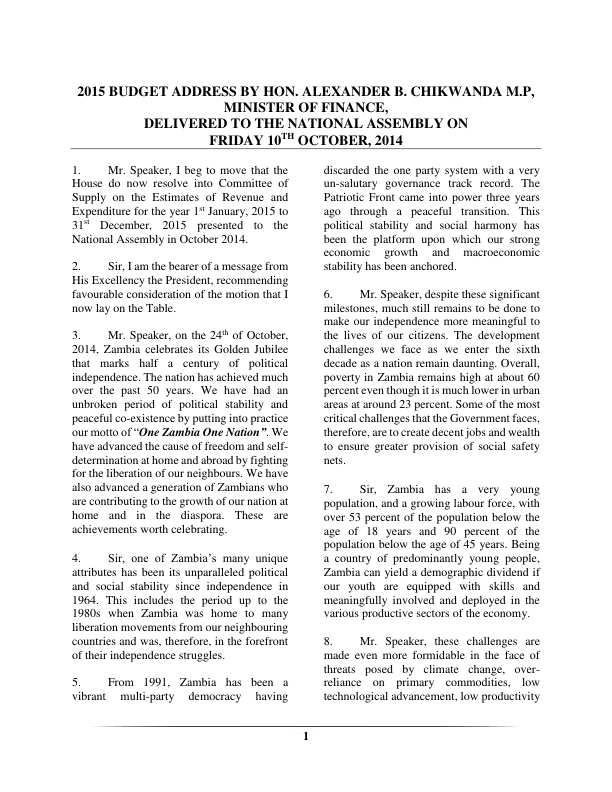 2015 BUDGET ADDRESS BY HON. ALEXANDER B. CHIKWANDA M.P,
MINISTER OF FINANCE,
DELIVERED TO THE NATIONAL ASSEMBLY ON
FRIDAY 10TH OCTOBER, 2014
1. Mr. Speaker, I beg to move that the
House do now resolve into Committee of
Supply on the Estimates of Revenue and
Expenditure for the year 1st January, 2015 to
31st December, 2015 presented to the
National Assembly in October 2014.
2. Sir, I am the bearer of a message from
His Excellency the President, recommending
favourable consideration of the motion that I
now lay on the Table.
3. Mr. Speaker, on the 24th of October,
2014, Zambia celebrates its Golden Jubilee
that marks half a century of political
independence. The nation has achieved much
over the past 50 years. We have had an
unbroken period of political stability and
peaceful co-existence by putting into practice
our motto of “One Zambia One Nation”. We
have advanced the cause of freedom and self-
determination at home and abroad by fighting
for the liberation of our neighbours. We have
also advanced a generation of Zambians who
are contributing to the growth of our nation at
home and in the diaspora. These are
achievements worth celebrating.
4. Sir, one of Zambia’s many unique
attributes has been its unparalleled political
and social stability since independence in
1964. This includes the period up to the
1980s when Zambia was home to many
liberation movements from our neighbouring
countries and was, therefore, in the forefront
of their independence struggles.
5. From 1991, Zambia has been a
vibrant multi-party democracy having
discarded the one party system with a very
un-salutary governance track record. The
Patriotic Front came into power three years
ago through a peaceful transition. This
political stability and social harmony has
been the platform upon which our strong
economic growth and macroeconomic
stability has been anchored.
6. Mr. Speaker, despite these significant
milestones, much still remains to be done to
make our independence more meaningful to
the lives of our citizens. The development
challenges we face as we enter the sixth
decade as a nation remain daunting. Overall,
poverty in Zambia remains high at about 60
percent even though it is much lower in urban
areas at around 23 percent. Some of the most
critical challenges that the Government faces,
therefore, are to create decent jobs and wealth
to ensure greater provision of social safety
nets.
7. Sir, Zambia has a very young
population, and a growing labour force, with
over 53 percent of the population below the
age of 18 years and 90 percent of the
population below the age of 45 years. Being
a country of predominantly young people,
Zambia can yield a demographic dividend if
our youth are equipped with skills and
meaningfully involved and deployed in the
various productive sectors of the economy.
8. Mr. Speaker, these challenges are
made even more formidable in the face of
threats posed by climate change, over-
reliance on primary commodities, low
technological advancement, low productivity
1